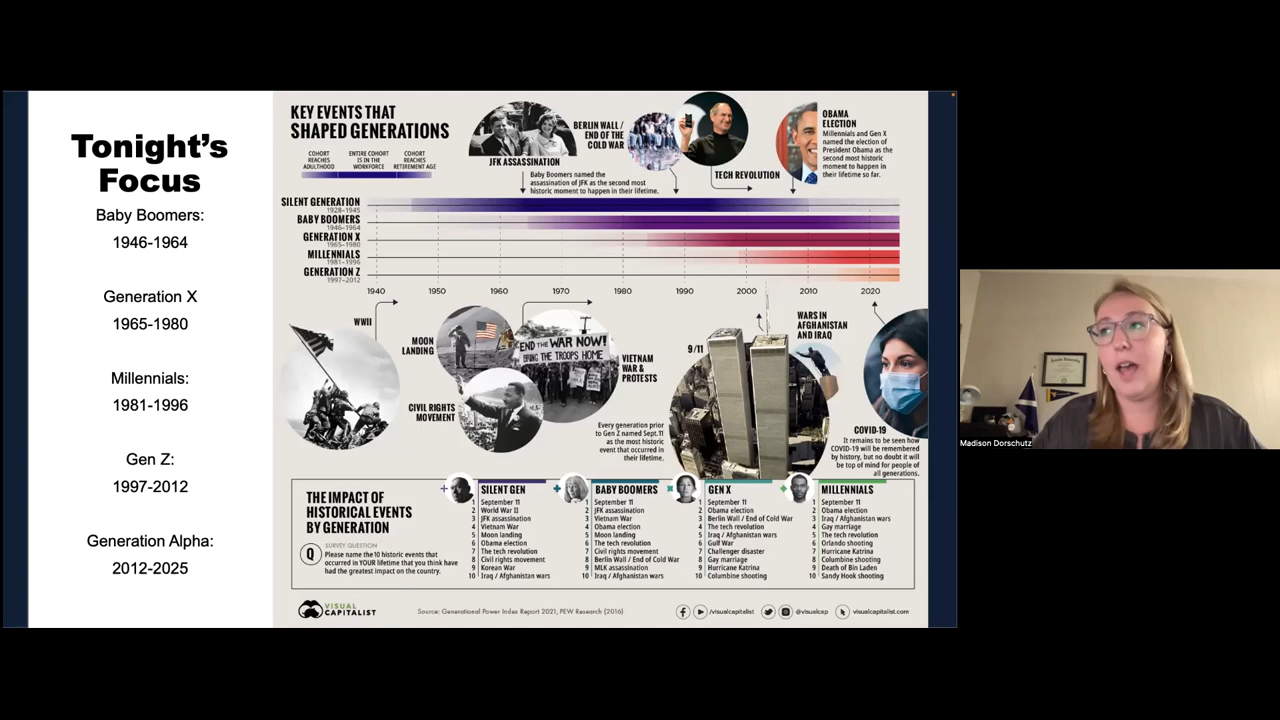 Tonight's
Focus
Baby Boomers:
1946-1964
Generation X
1965-1980
Millennials:
1981-1996
Gen Z:
1997-2012
Generation Alpha:
2012-2025
KEY EVENTS THAT
SHAPED GENERATIONS
COHORT
REACHES
ADULTHOOD
ENTIRE COHORT
IS IN THE
WORKFORCE
COHORT
REACHES
RETIREMENT AGE
JFK ASSASSINATION
Baby Boomers named the
assassination of JFK as the second most
historic moment to happen in their lifetime.
BERLIN WALL /
END OF THE
COLD WAR
TECH REVOLUTION
OBAMA
ELECTION
Millennials and Gen X
named the election of
President Obama as the
second most historic
moment to happen in
their lifetime so far.
SILENT GENERATION
1928-1945
BABY BOOMERS
1946-1964
GENERATION X
1965-1980
MILLENNIALS
1981-1996
GENERATION Z
1997-2012
1940 1950 1960 1970 1980 1990 2000 2010 2020
WWII
MOON
LANDING
CIVIL RIGHTS
MOVEMENT
END THE WAR NOW!
BRING THE TROOPS HOME
VIETNAM
WAR &
PROTESTS
Every generation prior
to Gen Z named Sept.11
as the most historic
event that occurred in
their lifetime.
9/11
WARS IN
AFGHANISTAN
AND IRAQ
COVID-19
It remains to be seen how
COVID-19 will be remembered
by history, but no doubt it will
be top of mind for people of
all generations.
THE IMPACT OF
HISTORICAL EVENTS
BY GENERATION
Q
SURVEY QUESTION
Please name the 10 historic events that
occurred in YOUR lifetime that you think have
had the greatest impact on the country.
SILENT GEN
1 September 11
2 World War II
3 JFK assassination
4 Vietnam War
5 Moon landing
6 Obama election
7 The tech revolution
8 Civil rights movement
9 Korean War
10 Iraq / Afghanistan wars
BABY BOOMERS
1 September 11
2 JFK assassination
3 Vietnam War
4 Obama election
5 Moon landing
6 The tech revolution
7 Civil rights movement
8 Berlin Wall / End of Cold War
9 MLK assassination
10 Iraq / Afghanistan wars
GEN X
1 September 11
2 Obama election
3 Berlin Wall / End of Cold War
4 The tech revolution
5 Iraq / Afghanistan wars
6 Gulf War
7 Challenger disaster
8 Gay marriage
9 Hurricane Katrina
10 Columbine shooting
MILLENNIALS
1 September 11
2 Obama election
3 Iraq / Afghanistan wars
4 Gay marriage
5 The tech revolution
6 Orlando shooting
7 Hurricane Katrina
8 Columbine shooting
9 Death of Bin Laden
10 Sandy Hook shooting
VISUAL
CAPITALIST
Source: Generational Power Index Report 2021, PEW Research (2016)
/visualcapitalist
@visualcap
visualcapitalist.com
Madison Dorschutz